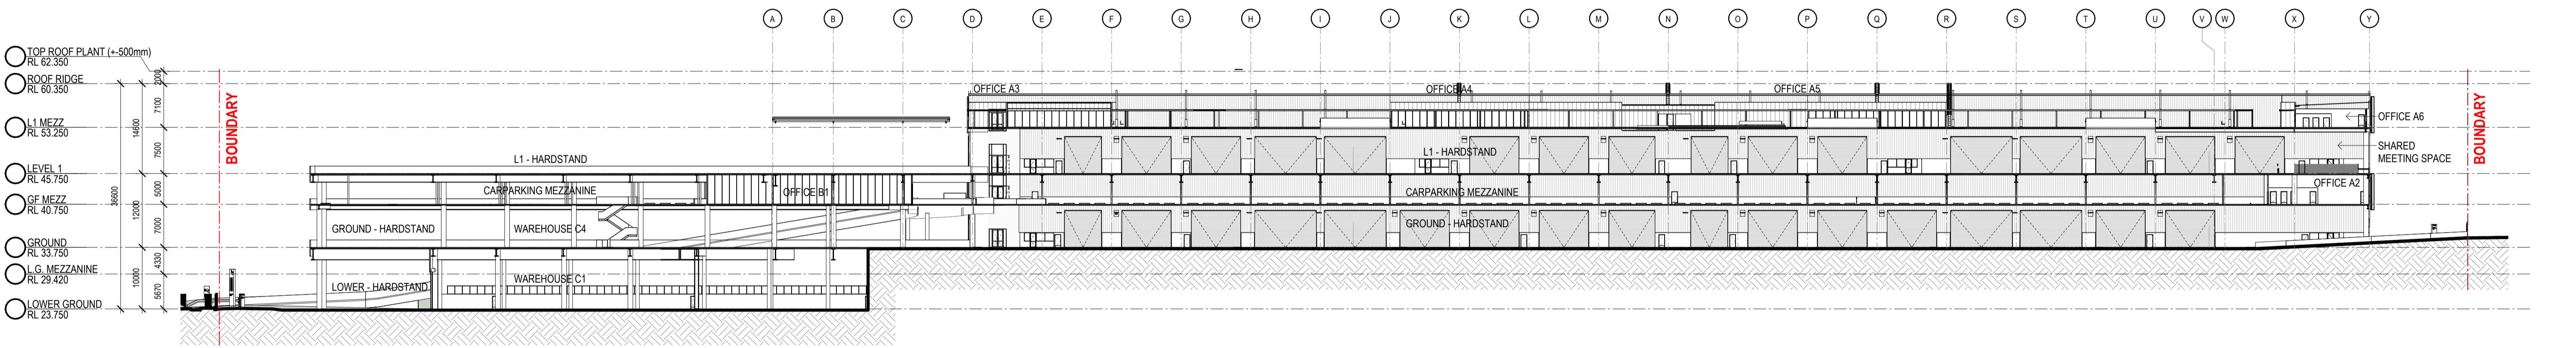 A B C D E F G H I J K L M N O P Q R S T U V W X Y
TOP ROOF PLANT (+-500mm)
RL 62.350
ROOF RIDGE
RL 60.350
L1 MEZZ
RL 53.250
LEVEL 1
RL 45.750
GF MEZZ
RL 40.750
GROUND
RL 33.750
L.G. MEZZANINE
RL 29.420
LOWER GROUND
RL 23.750
36600
14600
12000
10000
2000
7100
7500
5000
7000
4330
5670
BOUNDARY
OFFICE A3
OFFICE A4
OFFICE A5
OFFICE A6
L1 - HARDSTAND
L1 - HARDSTAND
SHARED
MEETING SPACE
CARPARKING MEZZANINE
OFFICE B1
CARPARKING MEZZANINE
OFFICE A2
GROUND - HARDSTAND
WAREHOUSE C4
GROUND - HARDSTAND
LOWER - HARDSTAND
WAREHOUSE C1
BOUNDARY